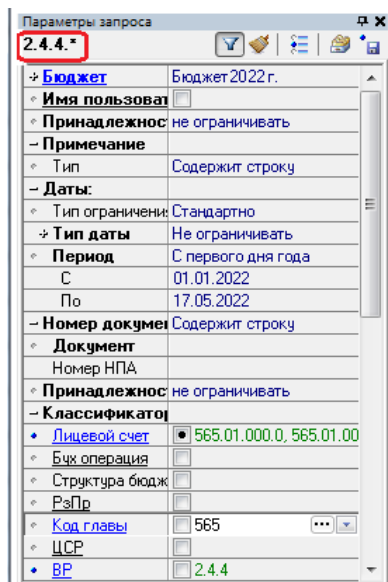 Параметры запроса
2.4.4.*
Бюджет Бюджет 2022 г.
Имя пользоват
Принадлежнос не ограничивать
Примечание
Тип Содержит строку
Даты:
Тип ограничени: Стандартно
Тип даты Не ограничивать
Период С первого дня года
С 01.01.2022
По 17.05.2022
Номер докумен Содержит строку
Документ
Номер НПА
Принадлежнос не ограничивать
Классификатор
Лицевой счет 565.01.000.0, 565.01.00
Бух операция
Структура бюдж
РзПр
Код главы 565
ЦСР
ВР 2.4.4